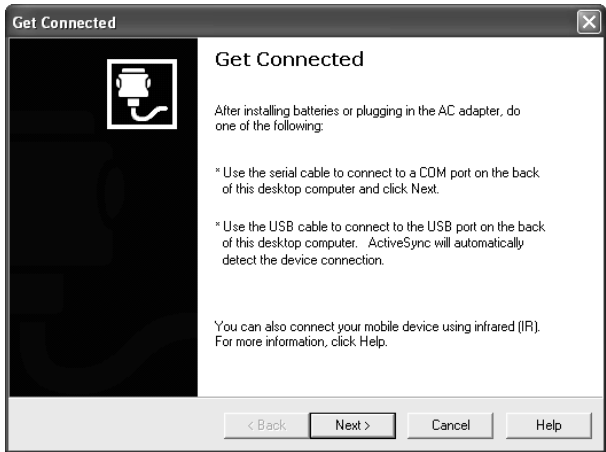 Get Connected
Get Connected
After installing batteries or plugging in the AC adapter, do
one of the following:
* Use the serial cable to connect to a COM port on the back
of this desktop computer and click Next.
* Use the USB cable to connect to the USB port on the back
of this desktop computer. ActiveSync will automatically
detect the device connection.
You can also connect your mobile device using infrared (IR).
For more information, click Help.
< Back Next > Cancel Help